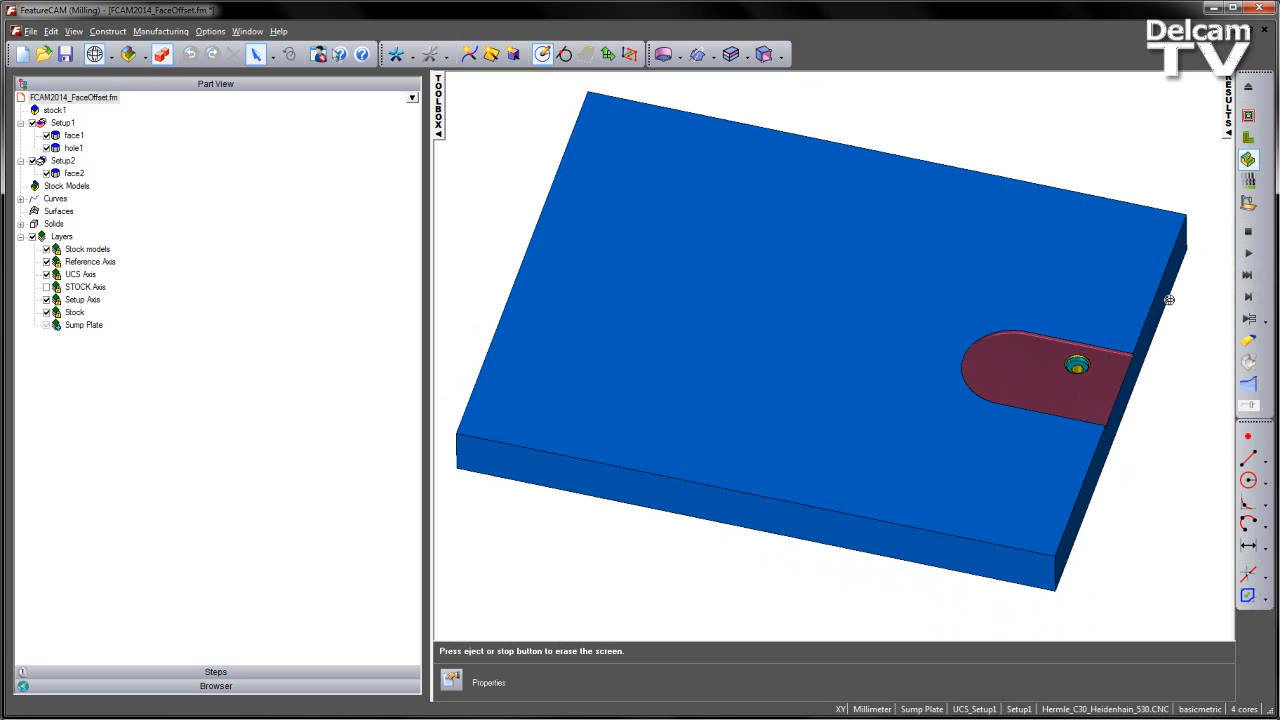 FeatureCAM (Milling) - [FCAM2014_FaceOffset.fm *]
File Edit View Construct Manufacturing Options Window Help
Delcam
TV
Part View
FCAM2014_FaceOffset.fm
stock1
Setup1
face1
hole1
Setup2
face2
Stock Models
Curves
Surfaces
Solids
Layers
Stock models
Reference Axis
UCS Axis
STOCK Axis
Setup Axis
Stock
Sump Plate
Steps
Browser
TOOLBOX
RESULTS
Press eject or stop button to erase the screen.
Properties
XY Millimeter Sump Plate UCS_Setup1 Setup1 Hermle_C30_Heidenhain_530.CNC basicmetric 4 cores